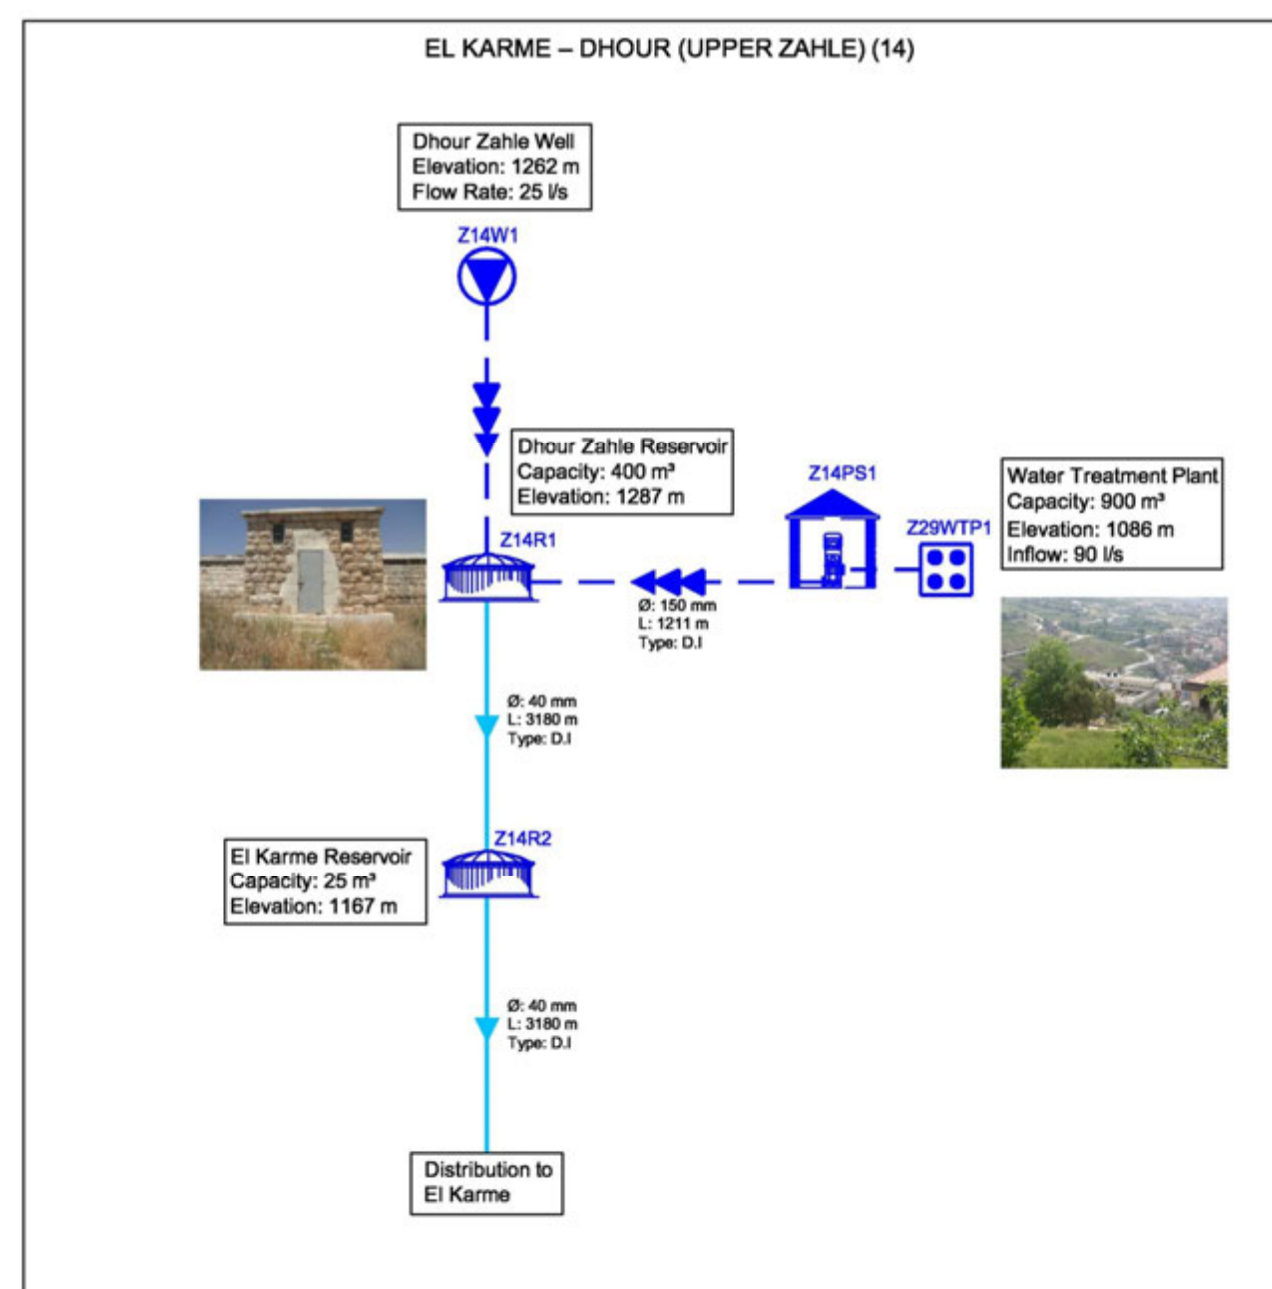 EL KARME – DHOUR (UPPER ZAHLE) (14)
Dhour Zahle Well
Elevation: 1262 m
Flow Rate: 25 l/s
Z14W1
Dhour Zahle Reservoir
Capacity: 400 m³
Elevation: 1287 m
Z14R1
Z14PS1
Z29WTP1
Water Treatment Plant
Capacity: 900 m³
Elevation: 1086 m
Inflow: 90 l/s
Ø: 150 mm
L: 1211 m
Type: D.I
Ø: 40 mm
L: 3180 m
Type: D.I
Z14R2
El Karme Reservoir
Capacity: 25 m³
Elevation: 1167 m
Ø: 40 mm
L: 3180 m
Type: D.I
Distribution to
El Karme